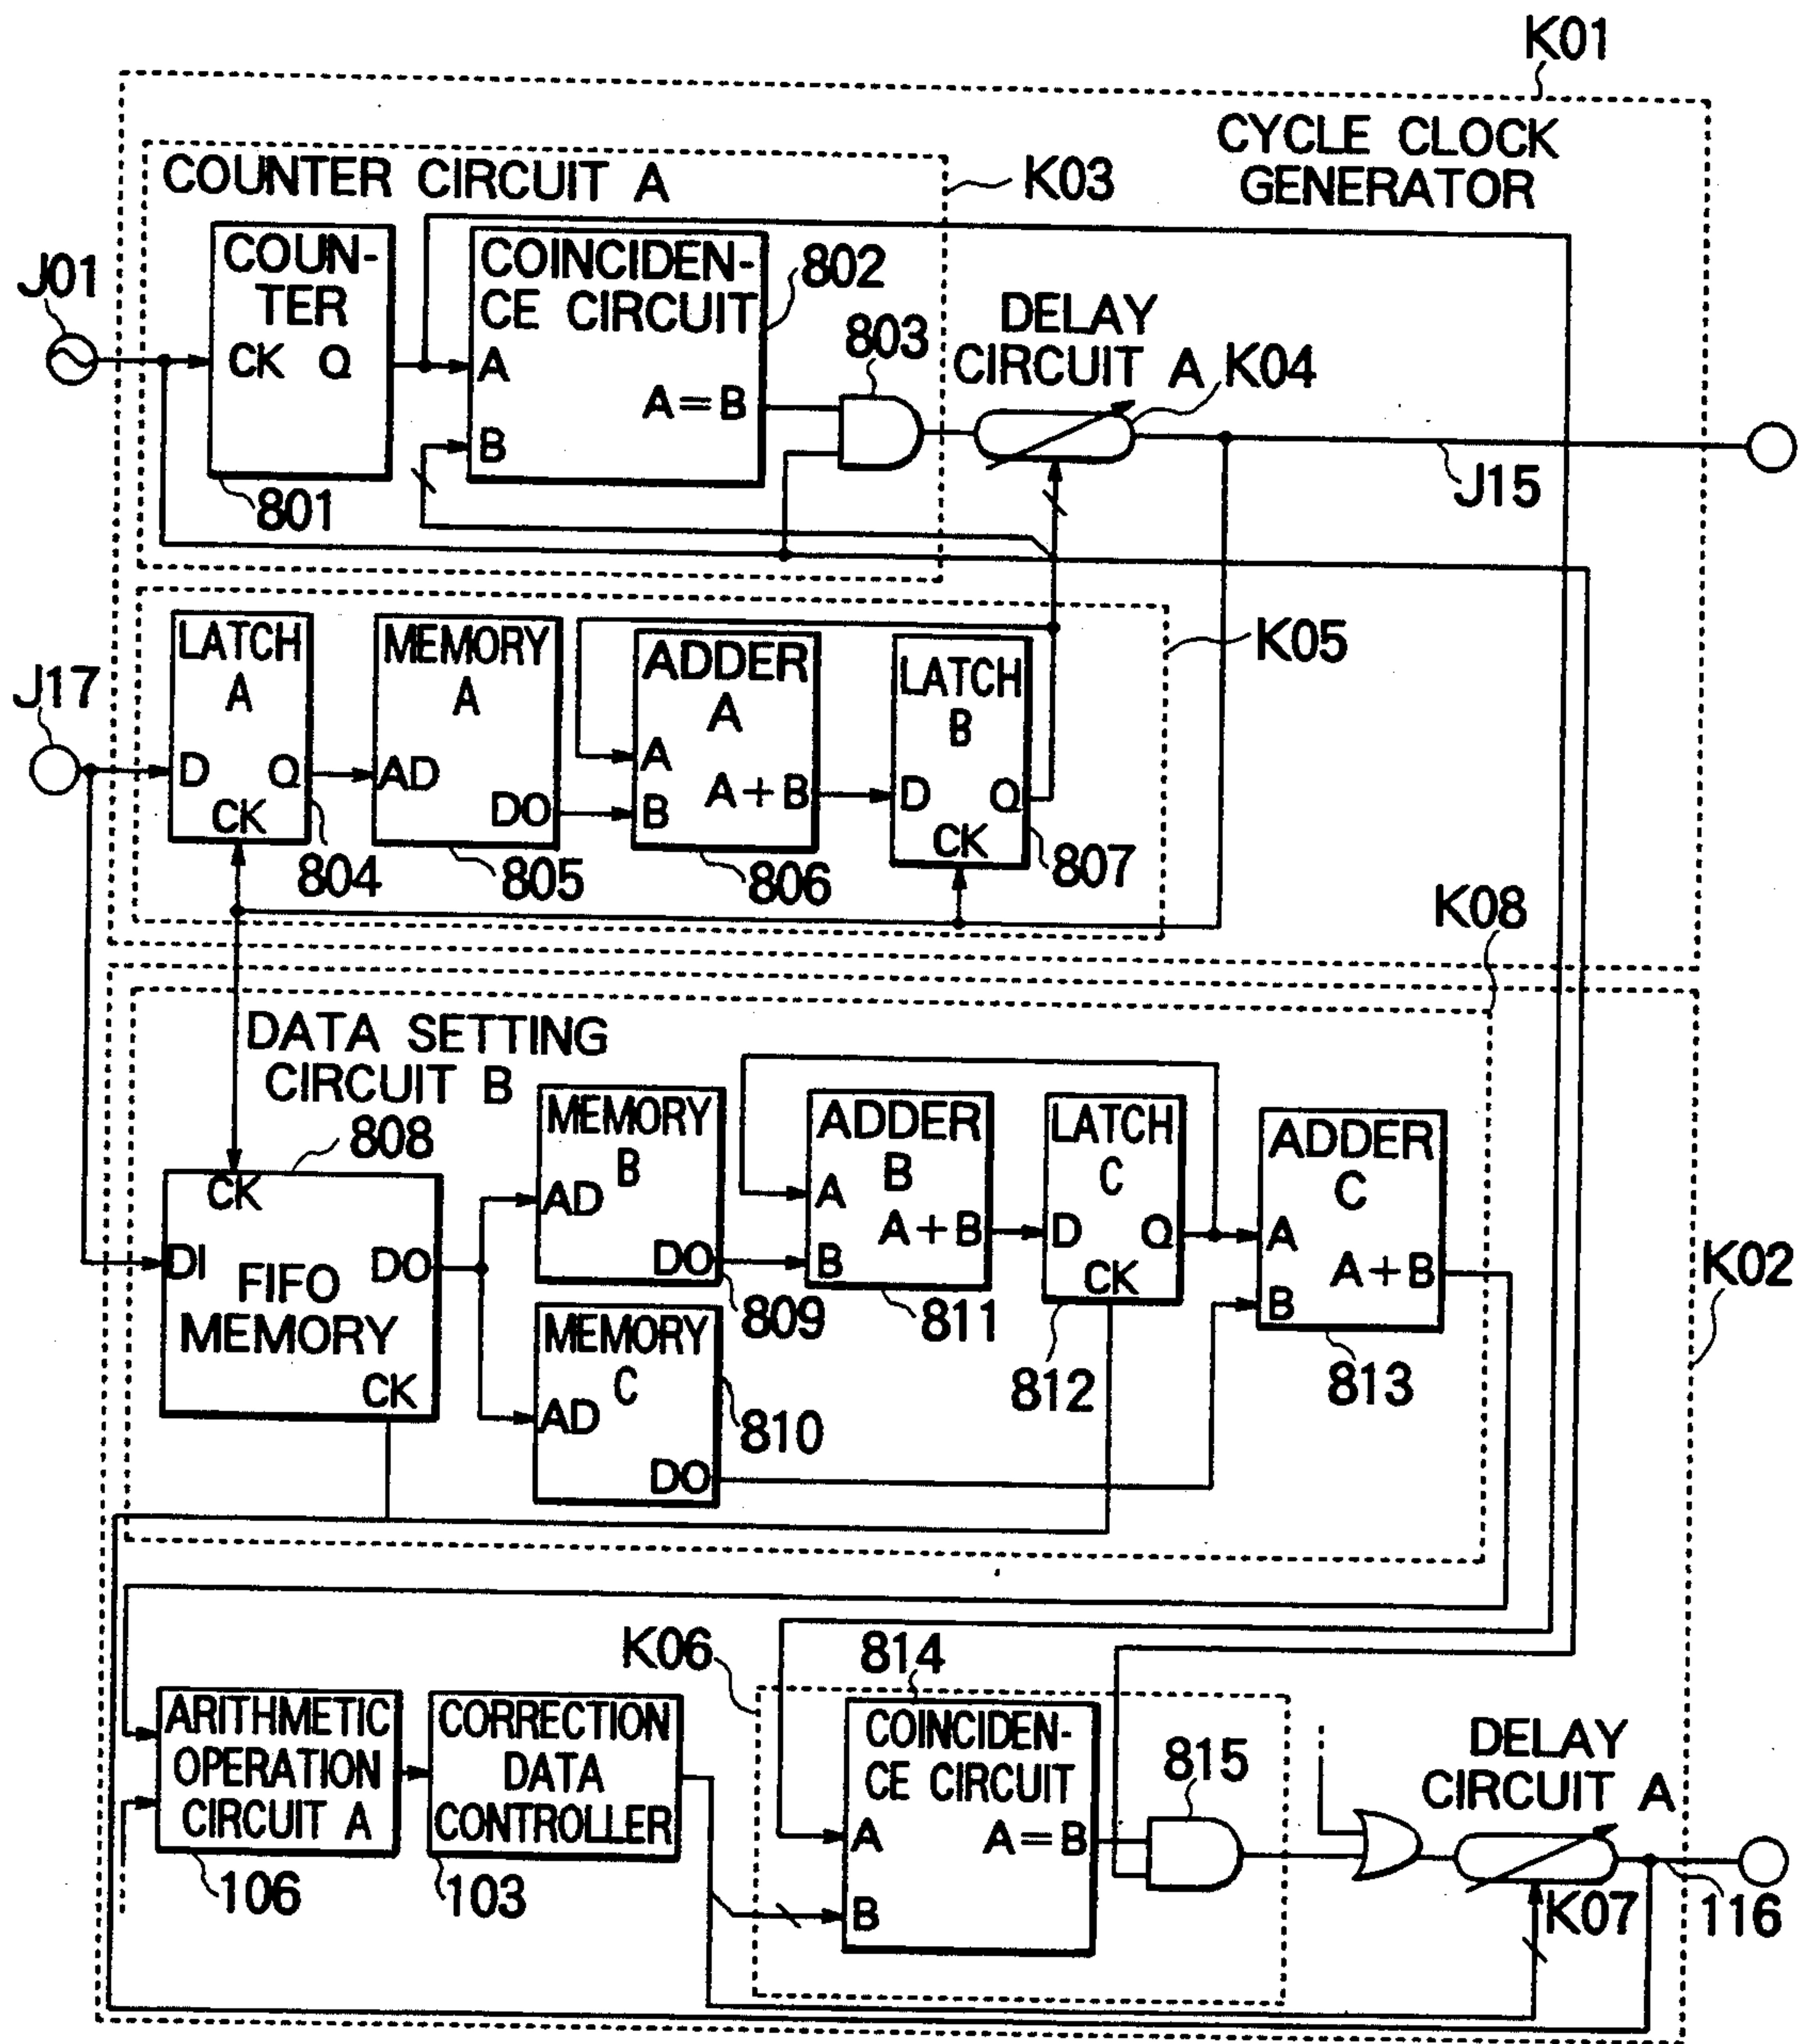 K01
CYCLE CLOCK
GENERATOR
COUNTER CIRCUIT A
K03
J01
COUN-
TER
CK Q
801
COINCIDEN-
CE CIRCUIT
A
A=B
B
802
803
DELAY
CIRCUIT A
K04
J15
K05
J17
LATCH
A
D Q
CK
804
MEMORY
A
AD
DO
805
ADDER
A
A
A+B
B
806
LATCH
B
D Q
CK
807
K08
DATA SETTING
CIRCUIT B
808
CK
DI DO
FIFO
MEMORY
CK
MEMORY
B
AD
DO
809
MEMORY
C
AD
DO
810
ADDER
B
A
A+B
B
811
LATCH
C
D Q
CK
812
ADDER
C
A
A+B
B
813
K02
K06
814
ARITHMETIC
OPERATION
CIRCUIT A
106
CORRECTION
DATA
CONTROLLER
103
COINCIDEN-
CE CIRCUIT
A A=B
B
815
DELAY
CIRCUIT A
K07
116